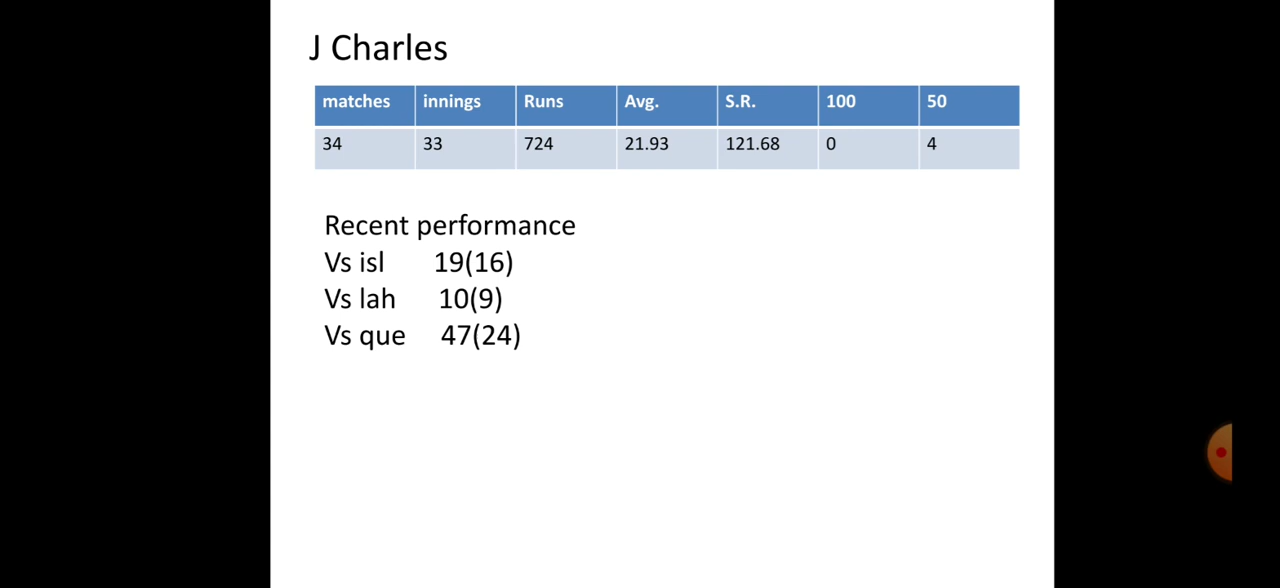 J Charles
matches innings Runs Avg. S.R. 100 50
34 33 724 21.93 121.68 0 4
Recent performance
Vs isl 19(16)
Vs lah 10(9)
Vs que 47(24)